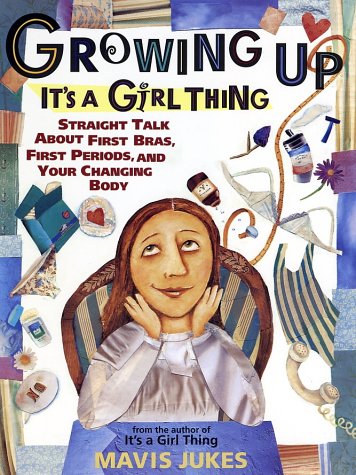 GROWING UP
IT'S A GIRL THING
STRAIGHT TALK
ABOUT FIRST BRAS,
FIRST PERIODS, AND
YOUR CHANGING
BODY
from the author of
It's a Girl Thing
MAVIS JUKES